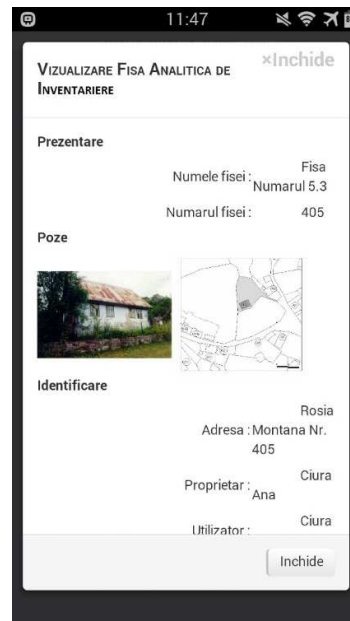 11:47
×Inchide
Vizualizare Fisa Analitica de
Inventariere
Prezentare
Numele fisei : Fisa
Numarul 5.3
Numarul fisei : 405
Poze
Identificare
Rosia
Adresa : Montana Nr.
405
Proprietar : Ciura
Ana
Utilizator : Ciura
Inchide